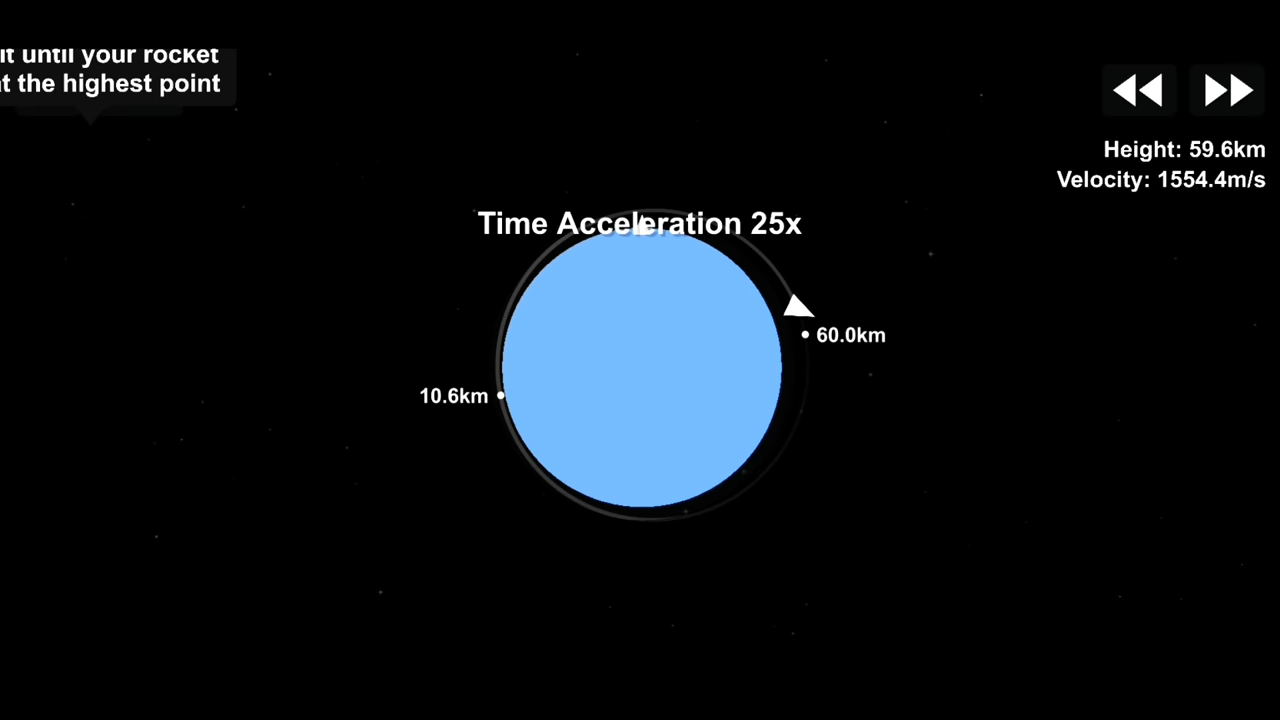 it until your rocket
at the highest point
Height: 59.6km
Velocity: 1554.4m/s
Time Acceleration 25x
60.0km
10.6km